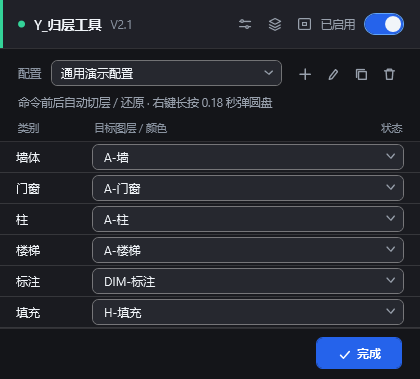 Y_归层工具 V2.1 已启用
配置 通用演示配置
命令前后自动切层 / 还原 · 右键长按 0.18 秒弹圆盘
类别 目标图层 / 颜色 状态
墙体 A-墙
门窗 A-门窗
柱 A-柱
楼梯 A-楼梯
标注 DIM-标注
填充 H-填充
完成